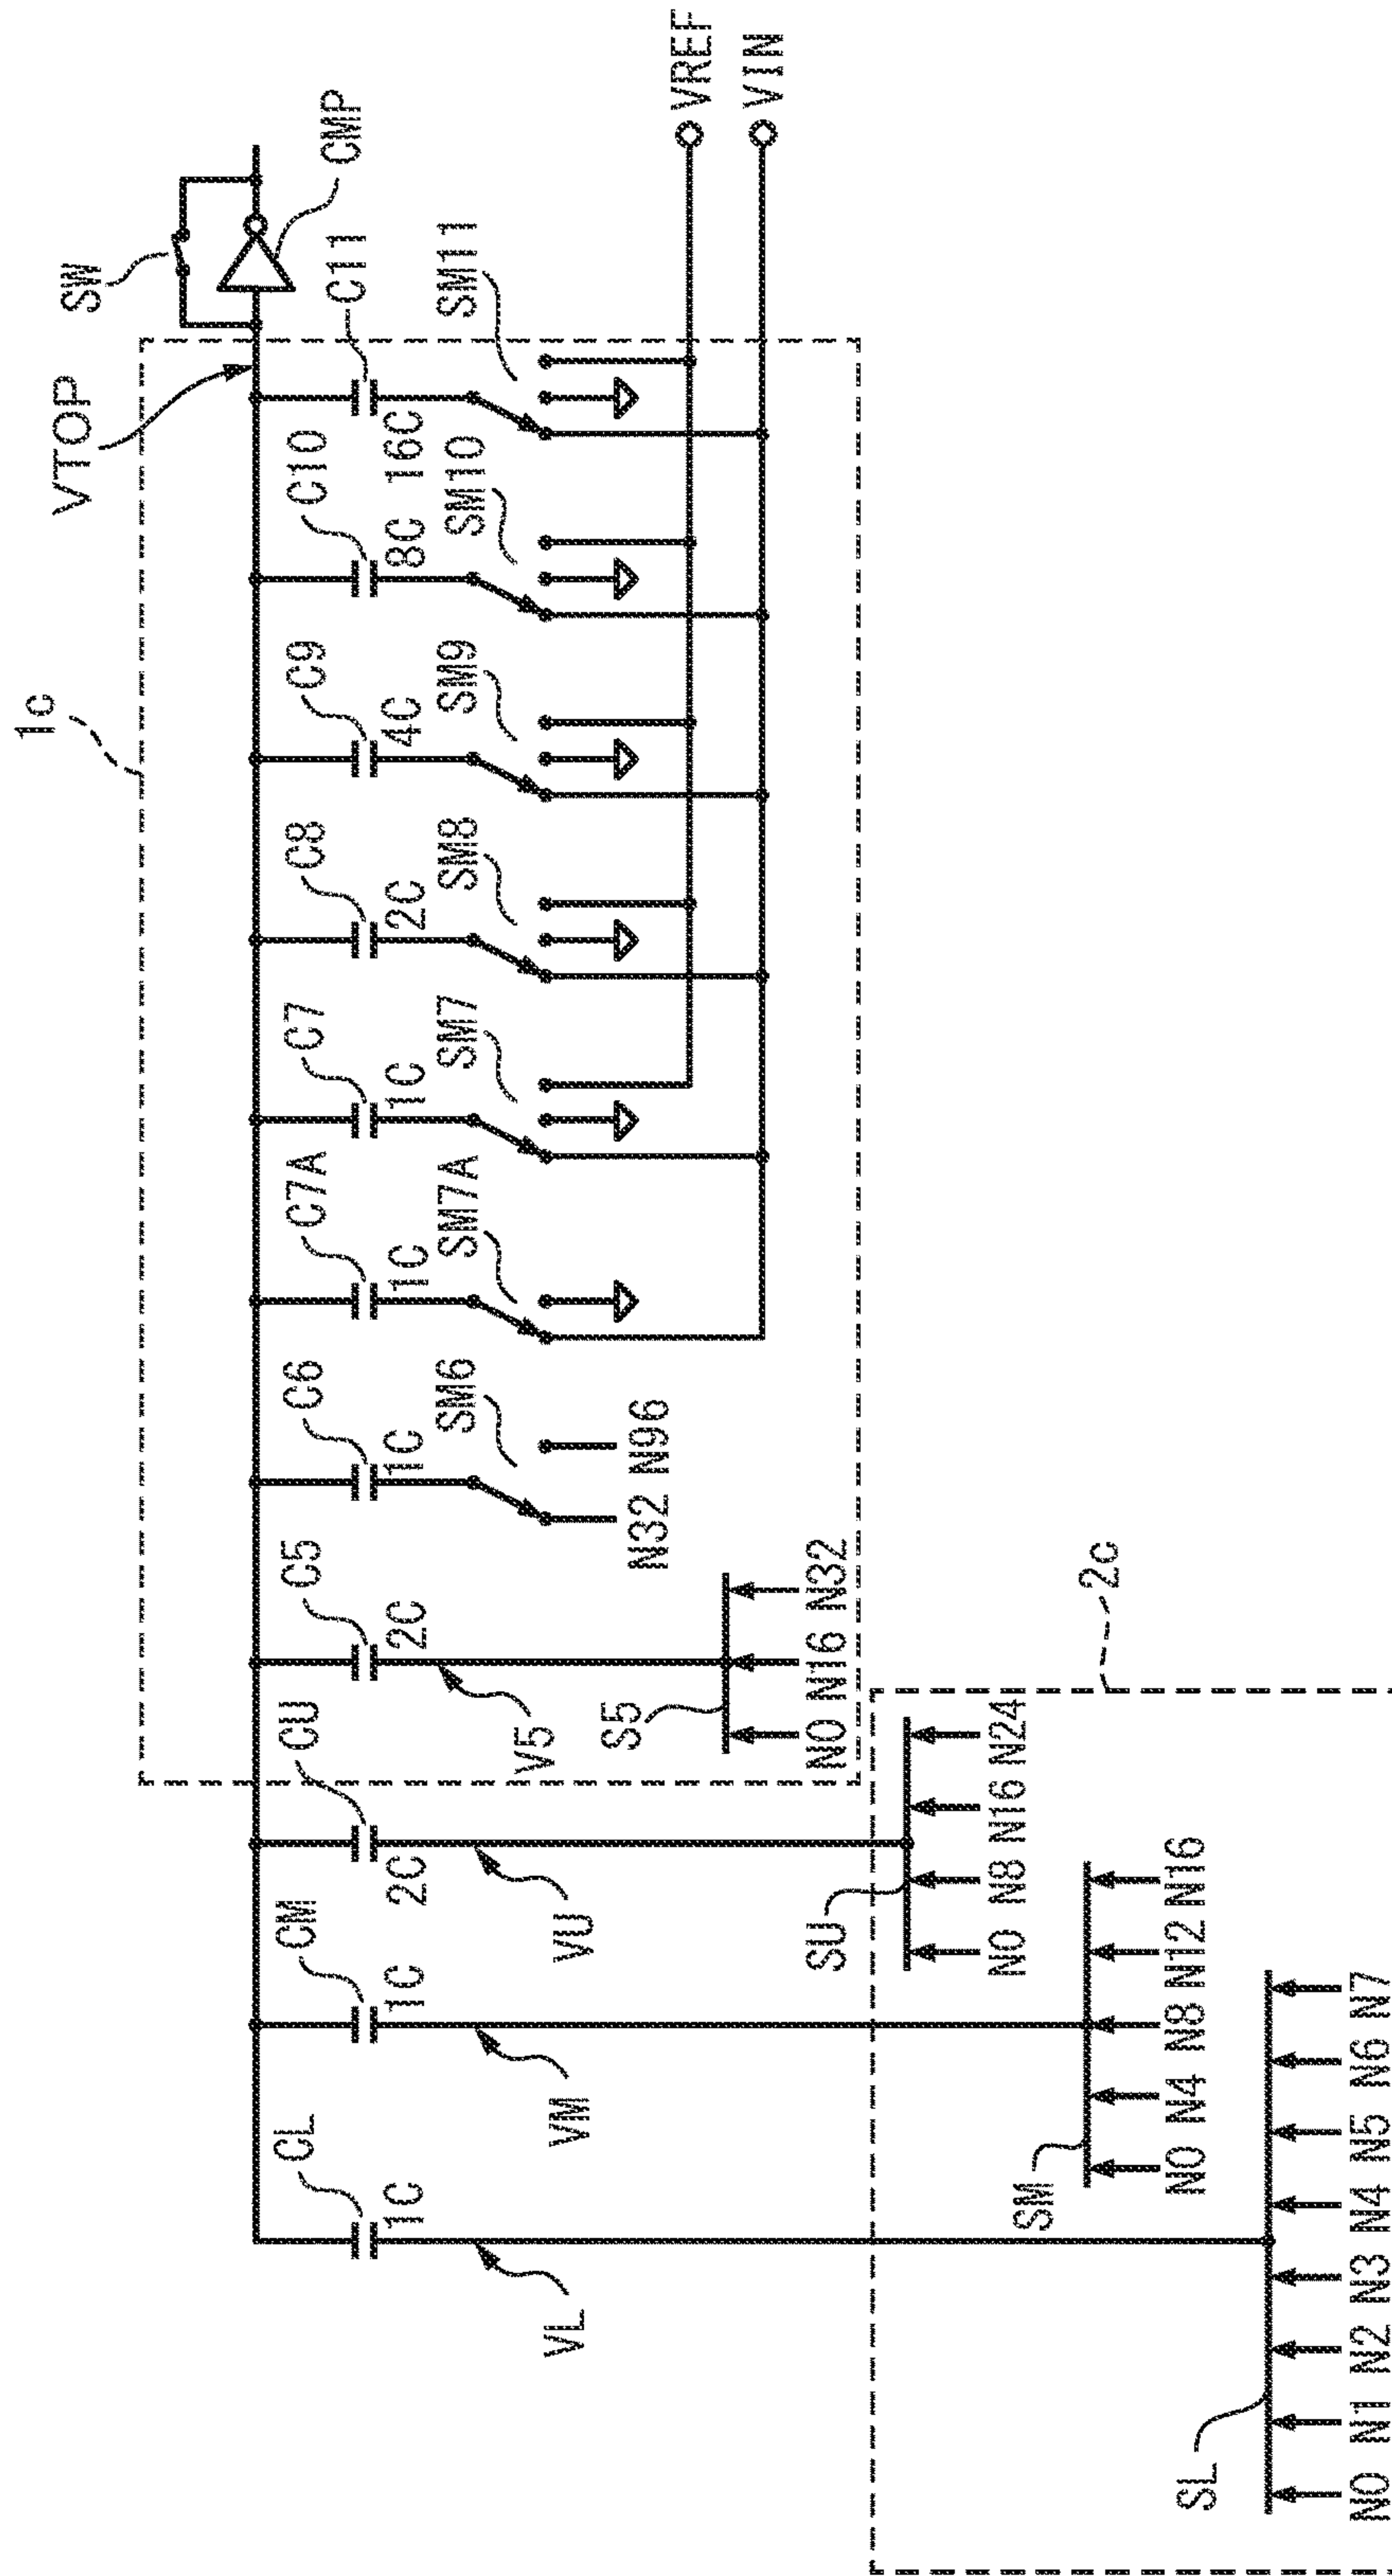 1c
VTOP
SW
CMP
CL
CM
CU
C5
C6
C7A
C7
C8
C9
C10
C11
1C
1C
2C
2C
1C
1C
1C
2C
4C
8C
16C
VL
VM
VU
V5
SM6
SM7A
SM7
SM8
SM9
SM10
SM11
N32 N96
S5
N0 N16 N32
VREF
VIN
2c
SU
N0 N8 N16 N24
SM
N0 N4 N8 N12 N16
SL
N0 N1 N2 N3 N4 N5 N6 N7